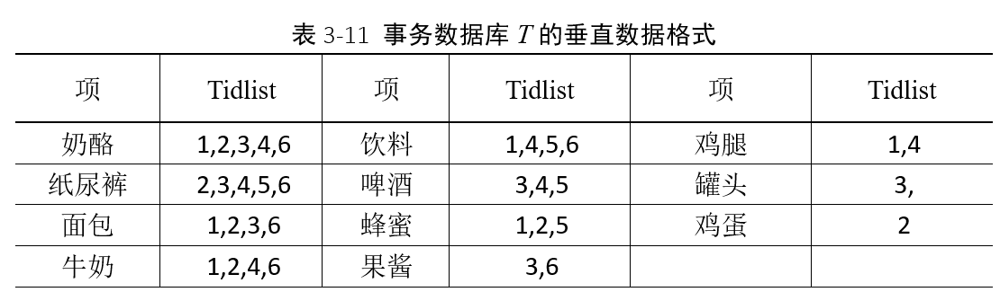 表 3-11 事务数据库 T 的垂直数据格式
项 Tidlist 项 Tidlist 项 Tidlist
奶酪 1,2,3,4,6 饮料 1,4,5,6 鸡腿 1,4
纸尿裤 2,3,4,5,6 啤酒 3,4,5 罐头 3,
面包 1,2,3,6 蜂蜜 1,2,5 鸡蛋 2
牛奶 1,2,4,6 果酱 3,6